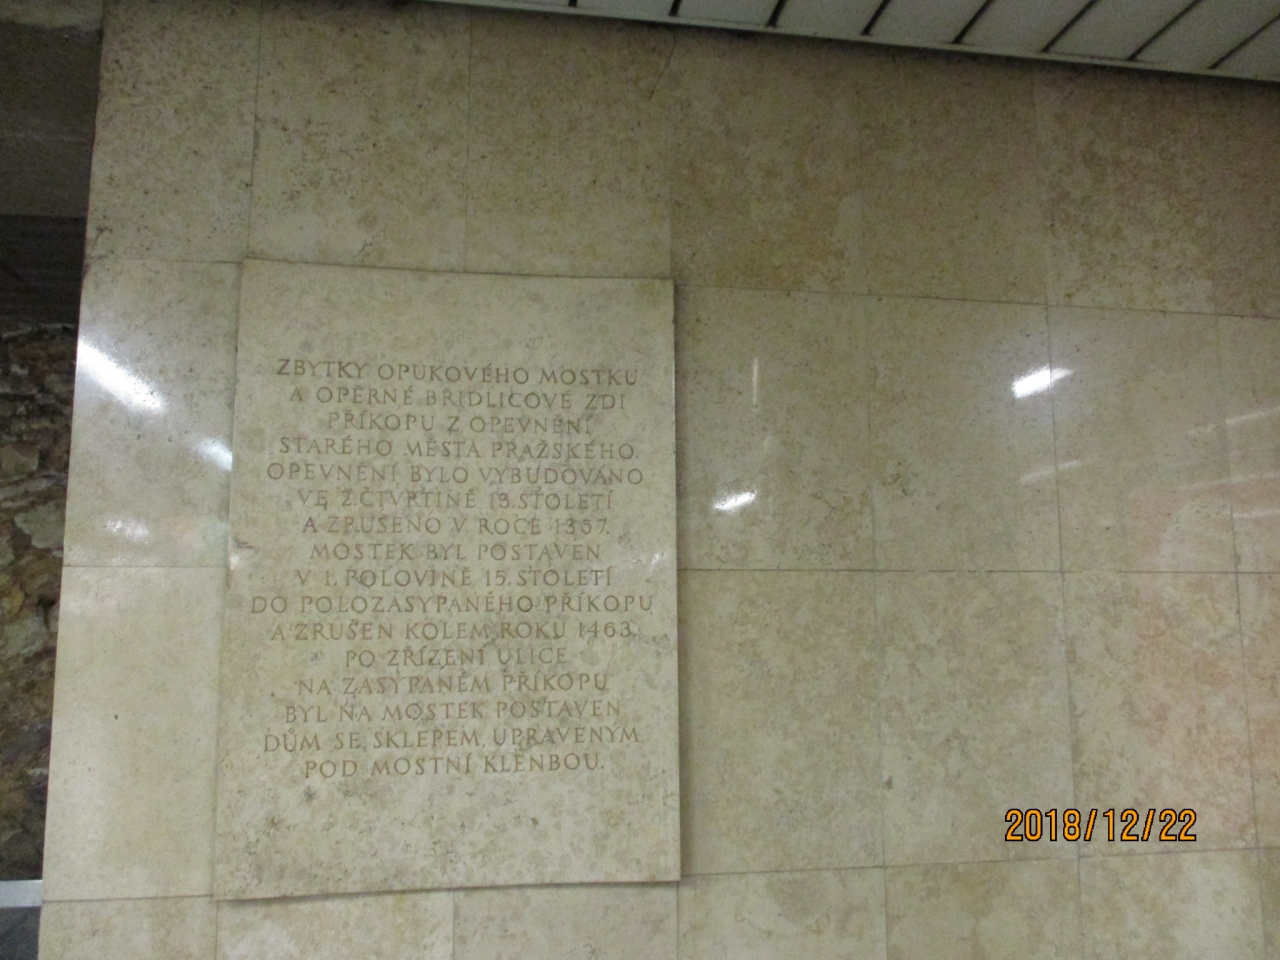 ZBYTKY OPUKOVÉHO MOSTKU
A OPĚRNÉ BŘIDLICOVÉ ZDI
PŘÍKOPU Z OPEVNĚNÍ
STARÉHO MĚSTA PRAŽSKÉHO.
OPEVNĚNÍ BYLO VYBUDOVÁNO
VE 2.ČTVRTINĚ 13.STOLETÍ
A ZRUŠENO V ROCE 1367.
MOSTEK BYL POSTAVEN
V 1. POLOVINĚ 15.STOLETÍ
DO POLOZASYPANÉHO PŘÍKOPU
A ZRUŠEN KOLEM ROKU 1463.
PO ZŘÍZENÍ ULICE
NA ZASYPANÉM PŘÍKOPU
BYL NA MOSTEK POSTAVEN
DŮM SE SKLEPEM, UPRAVENÝM
POD MOSTNÍ KLENBOU.
2018/12/22